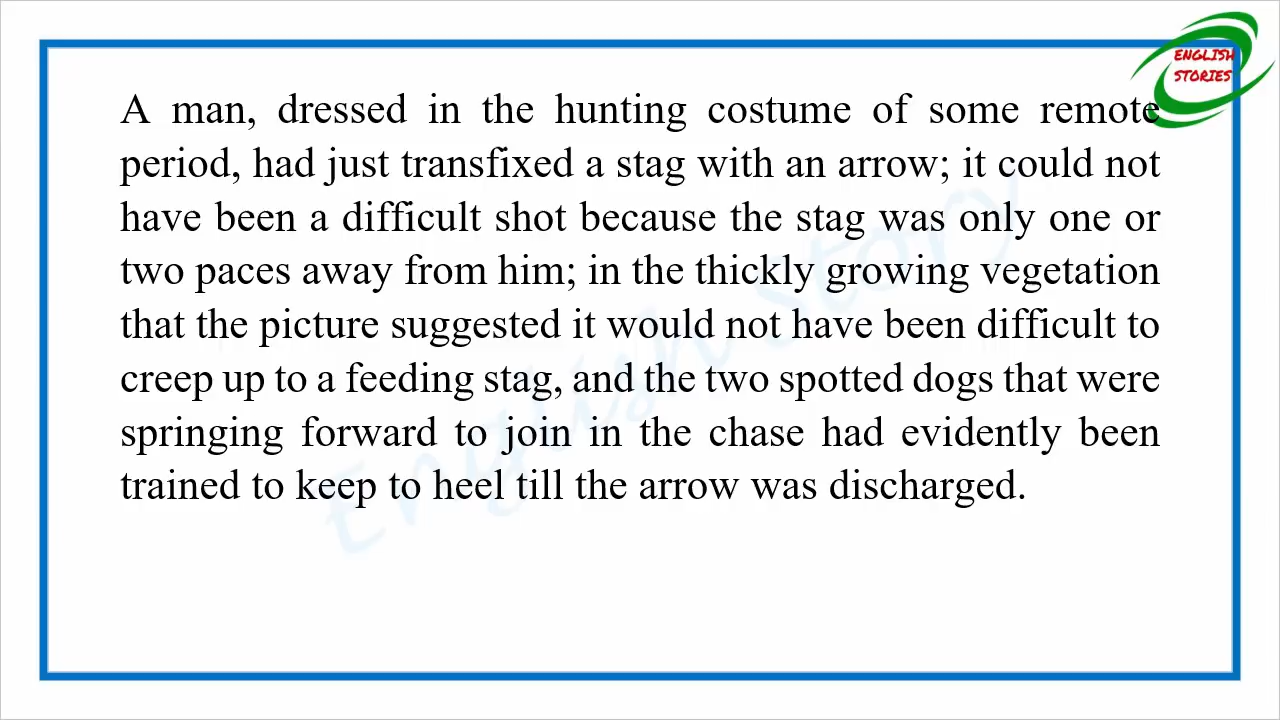 ENGLISH
STORIES
A man, dressed in the hunting costume of some remote
period, had just transfixed a stag with an arrow; it could not
have been a difficult shot because the stag was only one or
two paces away from him; in the thickly growing vegetation
that the picture suggested it would not have been difficult to
creep up to a feeding stag, and the two spotted dogs that were
springing forward to join in the chase had evidently been
trained to keep to heel till the arrow was discharged.
English Story